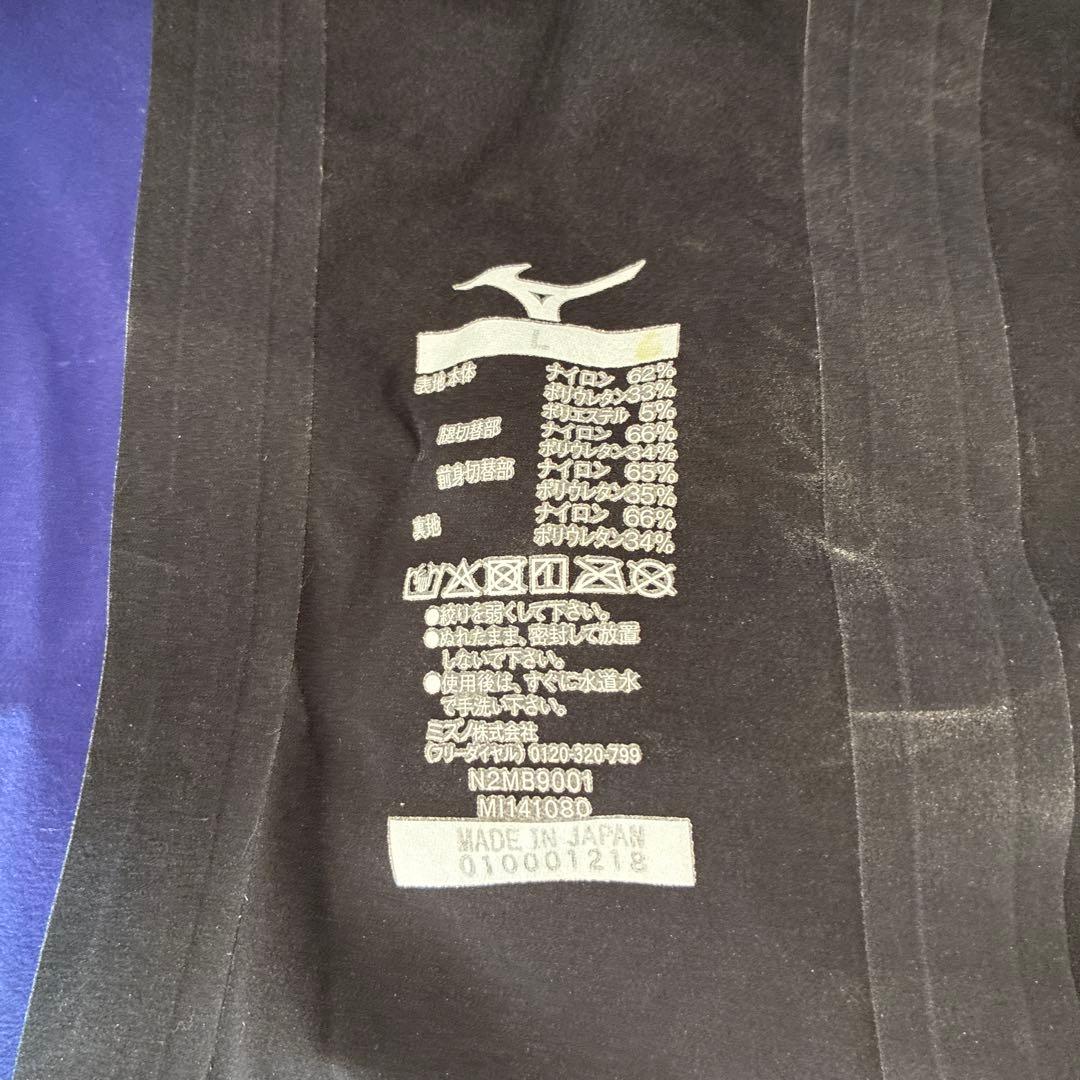 L
表地 本体 ナイロン 62%
ポリウレタン33%
ポリエステル 5%
腿切替部 ナイロン 66%
ポリウレタン34%
前身切替部 ナイロン 65%
ポリウレタン35%
裏地 ナイロン 66%
ポリウレタン34%
●絞りを弱くして下さい。
●ぬれたまま、密封して放置
しないで下さい。
●使用後は、すぐに水道水
で手洗い下さい。
ミズノ株式会社
(フリーダイヤル) 0120-320-799
N2MB9001
MI141080
MADE IN JAPAN
010001218